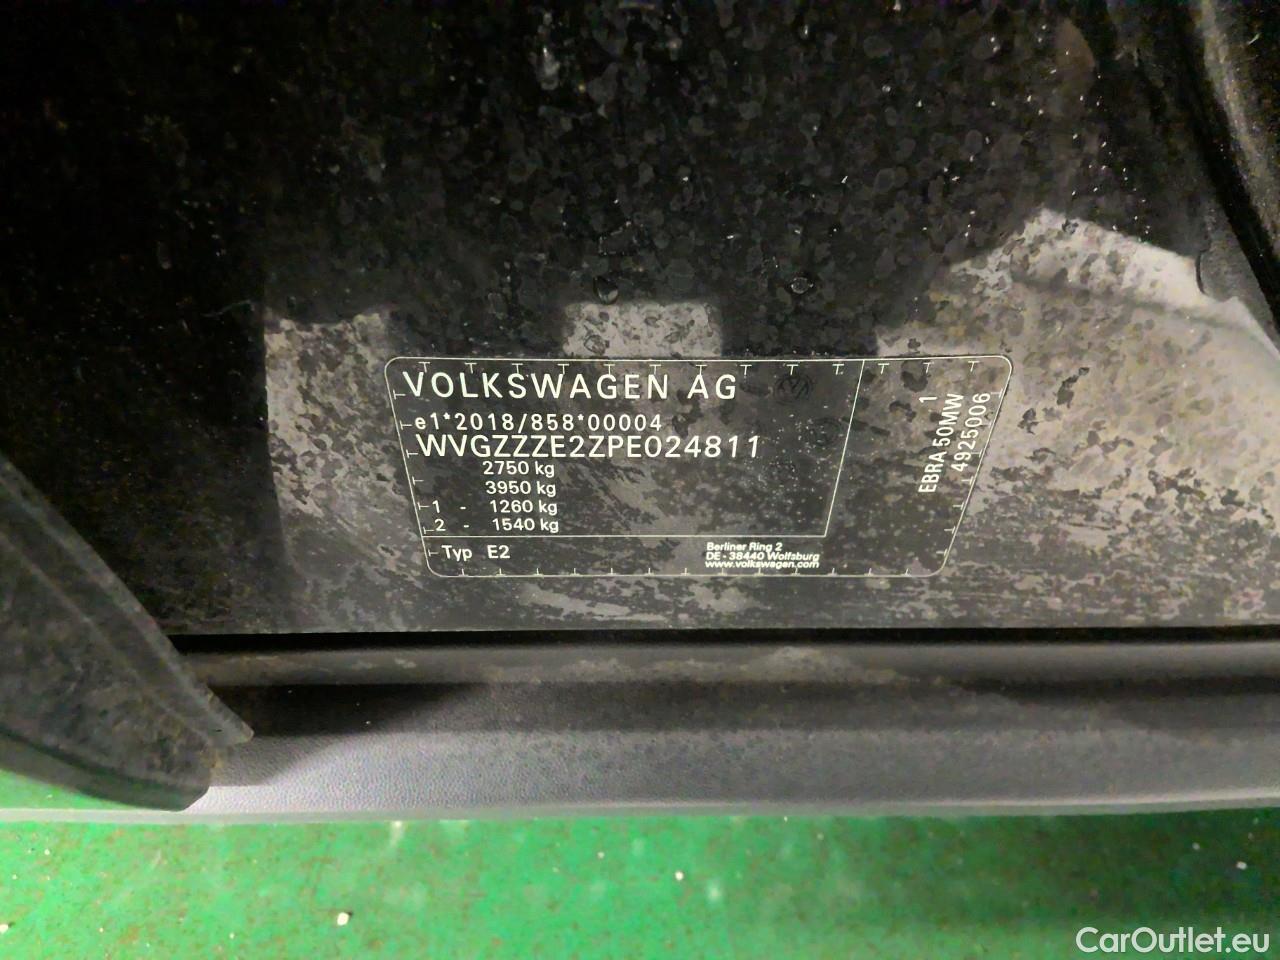 VOLKSWAGEN AG
e1*2018/858*00004
WVGZZZE2ZPE024811
2750 kg
3950 kg
1 - 1260 kg
2 - 1540 kg
Typ E2
Berliner Ring 2
DE - 38440 Wolfsburg
www.volkswagen.com
1
EBRA 50MW
4925006
CarOutlet.eu